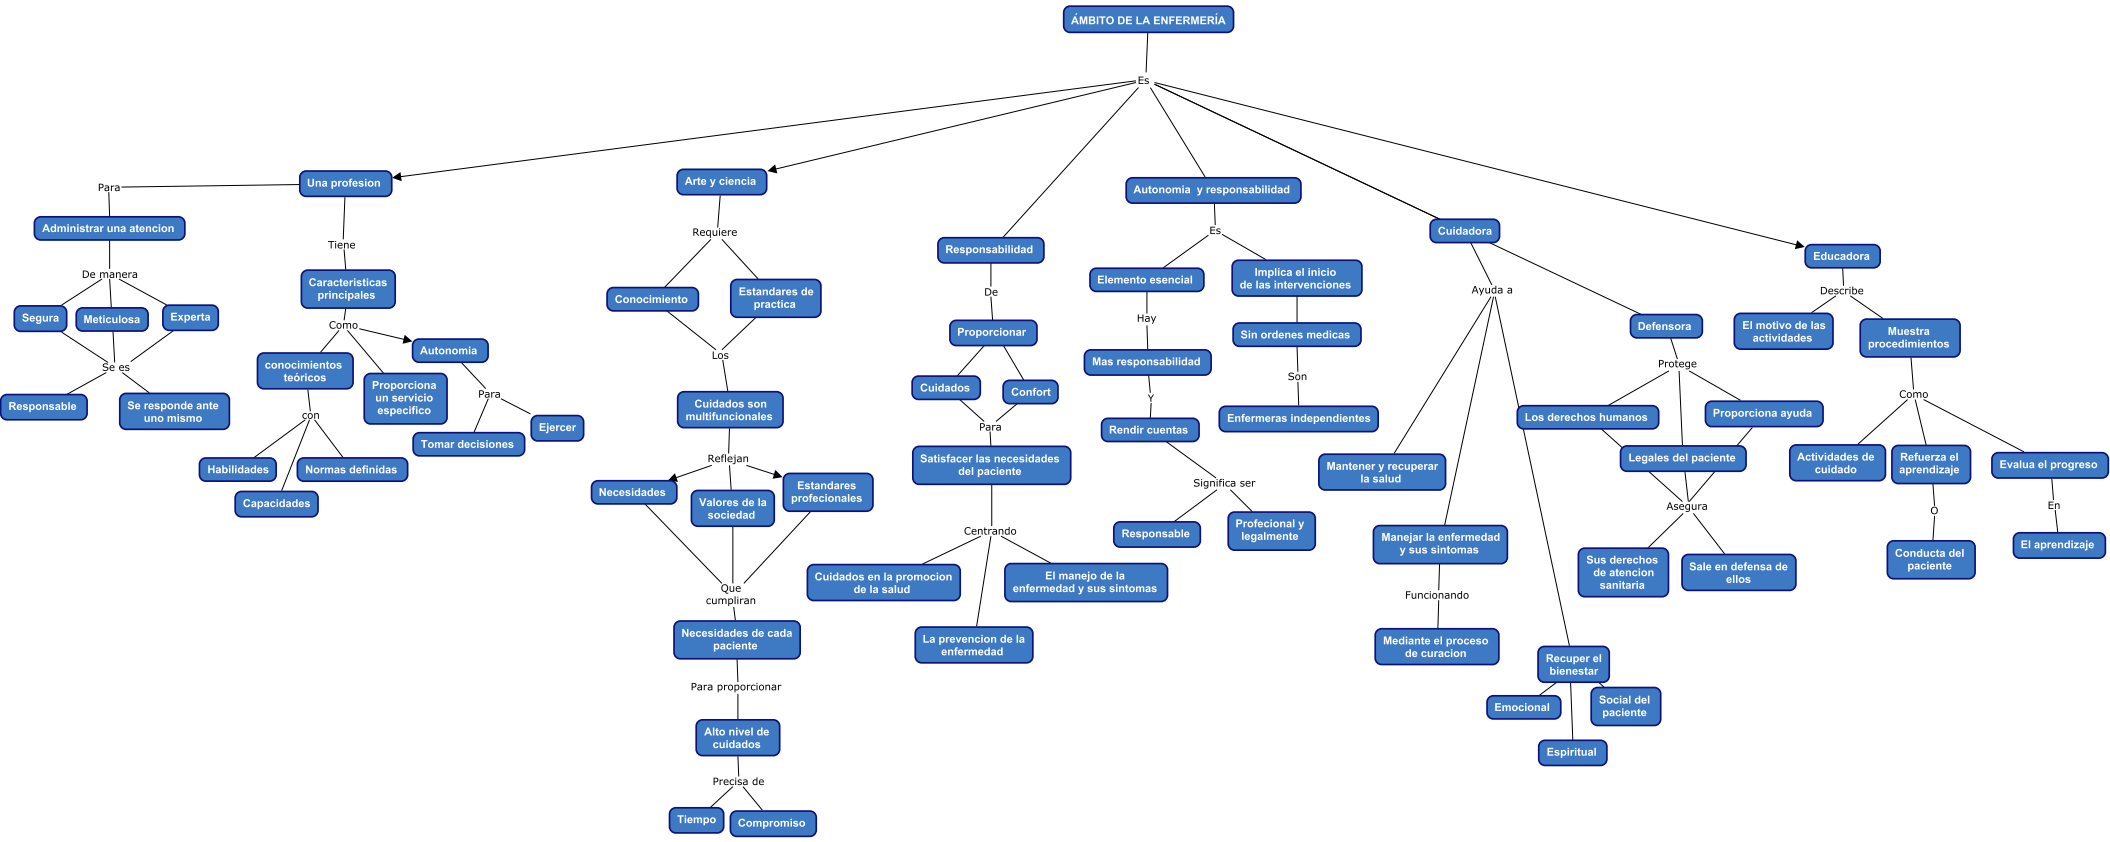 ÁMBITO DE LA ENFERMERÍA
Es
Para
Una profesion
Administrar una atencion
De manera
Segura
Meticulosa
Experta
Se es
Responsable
Se responde ante
uno mismo
Tiene
Caracteristicas
principales
Como
conocimientos
teóricos
Proporciona
un servicio
especifico
Autonomia
con
Habilidades
Capacidades
Normas definidas
Para
Tomar decisiones
Ejercer
Arte y ciencia
Requiere
Conocimiento
Estandares de
practica
Los
Cuidados son
multifuncionales
Reflejan
Necesidades
Valores de la
sociedad
Estandares
profecionales
Que
cumpliran
Necesidades de cada
paciente
Para proporcionar
Alto nivel de
cuidados
Precisa de
Tiempo
Compromiso
Responsabilidad
De
Proporcionar
Cuidados
Confort
Para
Satisfacer las necesidades
del paciente
Centrando
Cuidados en la promocion
de la salud
La prevencion de la
enfermedad
El manejo de la
enfermedad y sus sintomas
Autonomia y responsabilidad
Es
Elemento esencial
Hay
Mas responsabilidad
Y
Rendir cuentas
Significa ser
Responsable
Profecional y
legalmente
Implica el inicio
de las intervenciones
Sin ordenes medicas
Son
Enfermeras independientes
Cuidadora
Ayuda a
Mantener y recuperar
la salud
Manejar la enfermedad
y sus sintomas
Funcionando
Mediante el proceso
de curacion
Recuper el
bienestar
Emocional
Espiritual
Social del
paciente
Defensora
Protege
Los derechos humanos
Legales del paciente
Proporciona ayuda
Asegura
Sus derechos
de atencion
sanitaria
Sale en defensa de
ellos
Educadora
Describe
El motivo de las
actividades
Muestra
procedimientos
Como
Actividades de
cuidado
Refuerza el
aprendizaje
O
Conducta del
paciente
Evalua el progreso
En
El aprendizaje